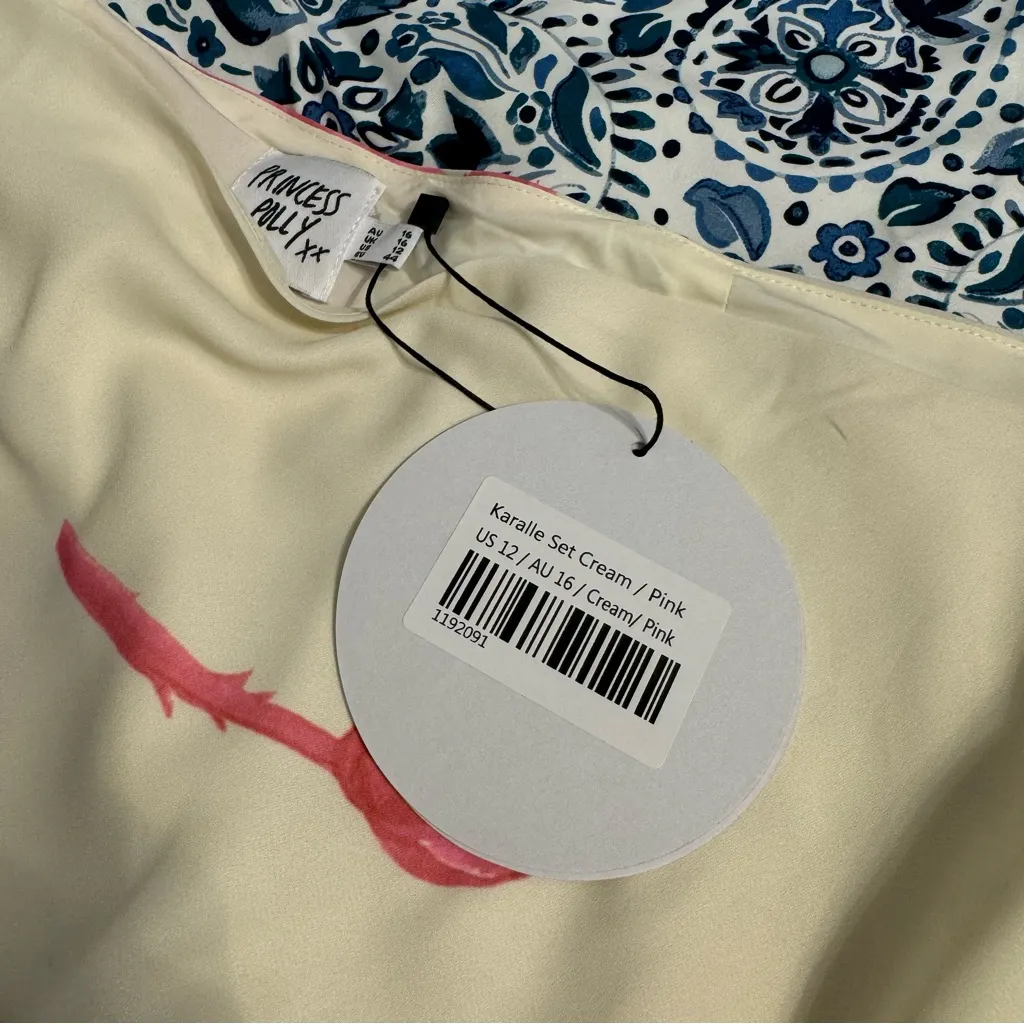 PRINCESS
POLLY
xx
AU 16
UK 16
US 12
EU 44
Karalle Set Cream / Pink
US 12 / AU 16 / Cream/ Pink
1192091